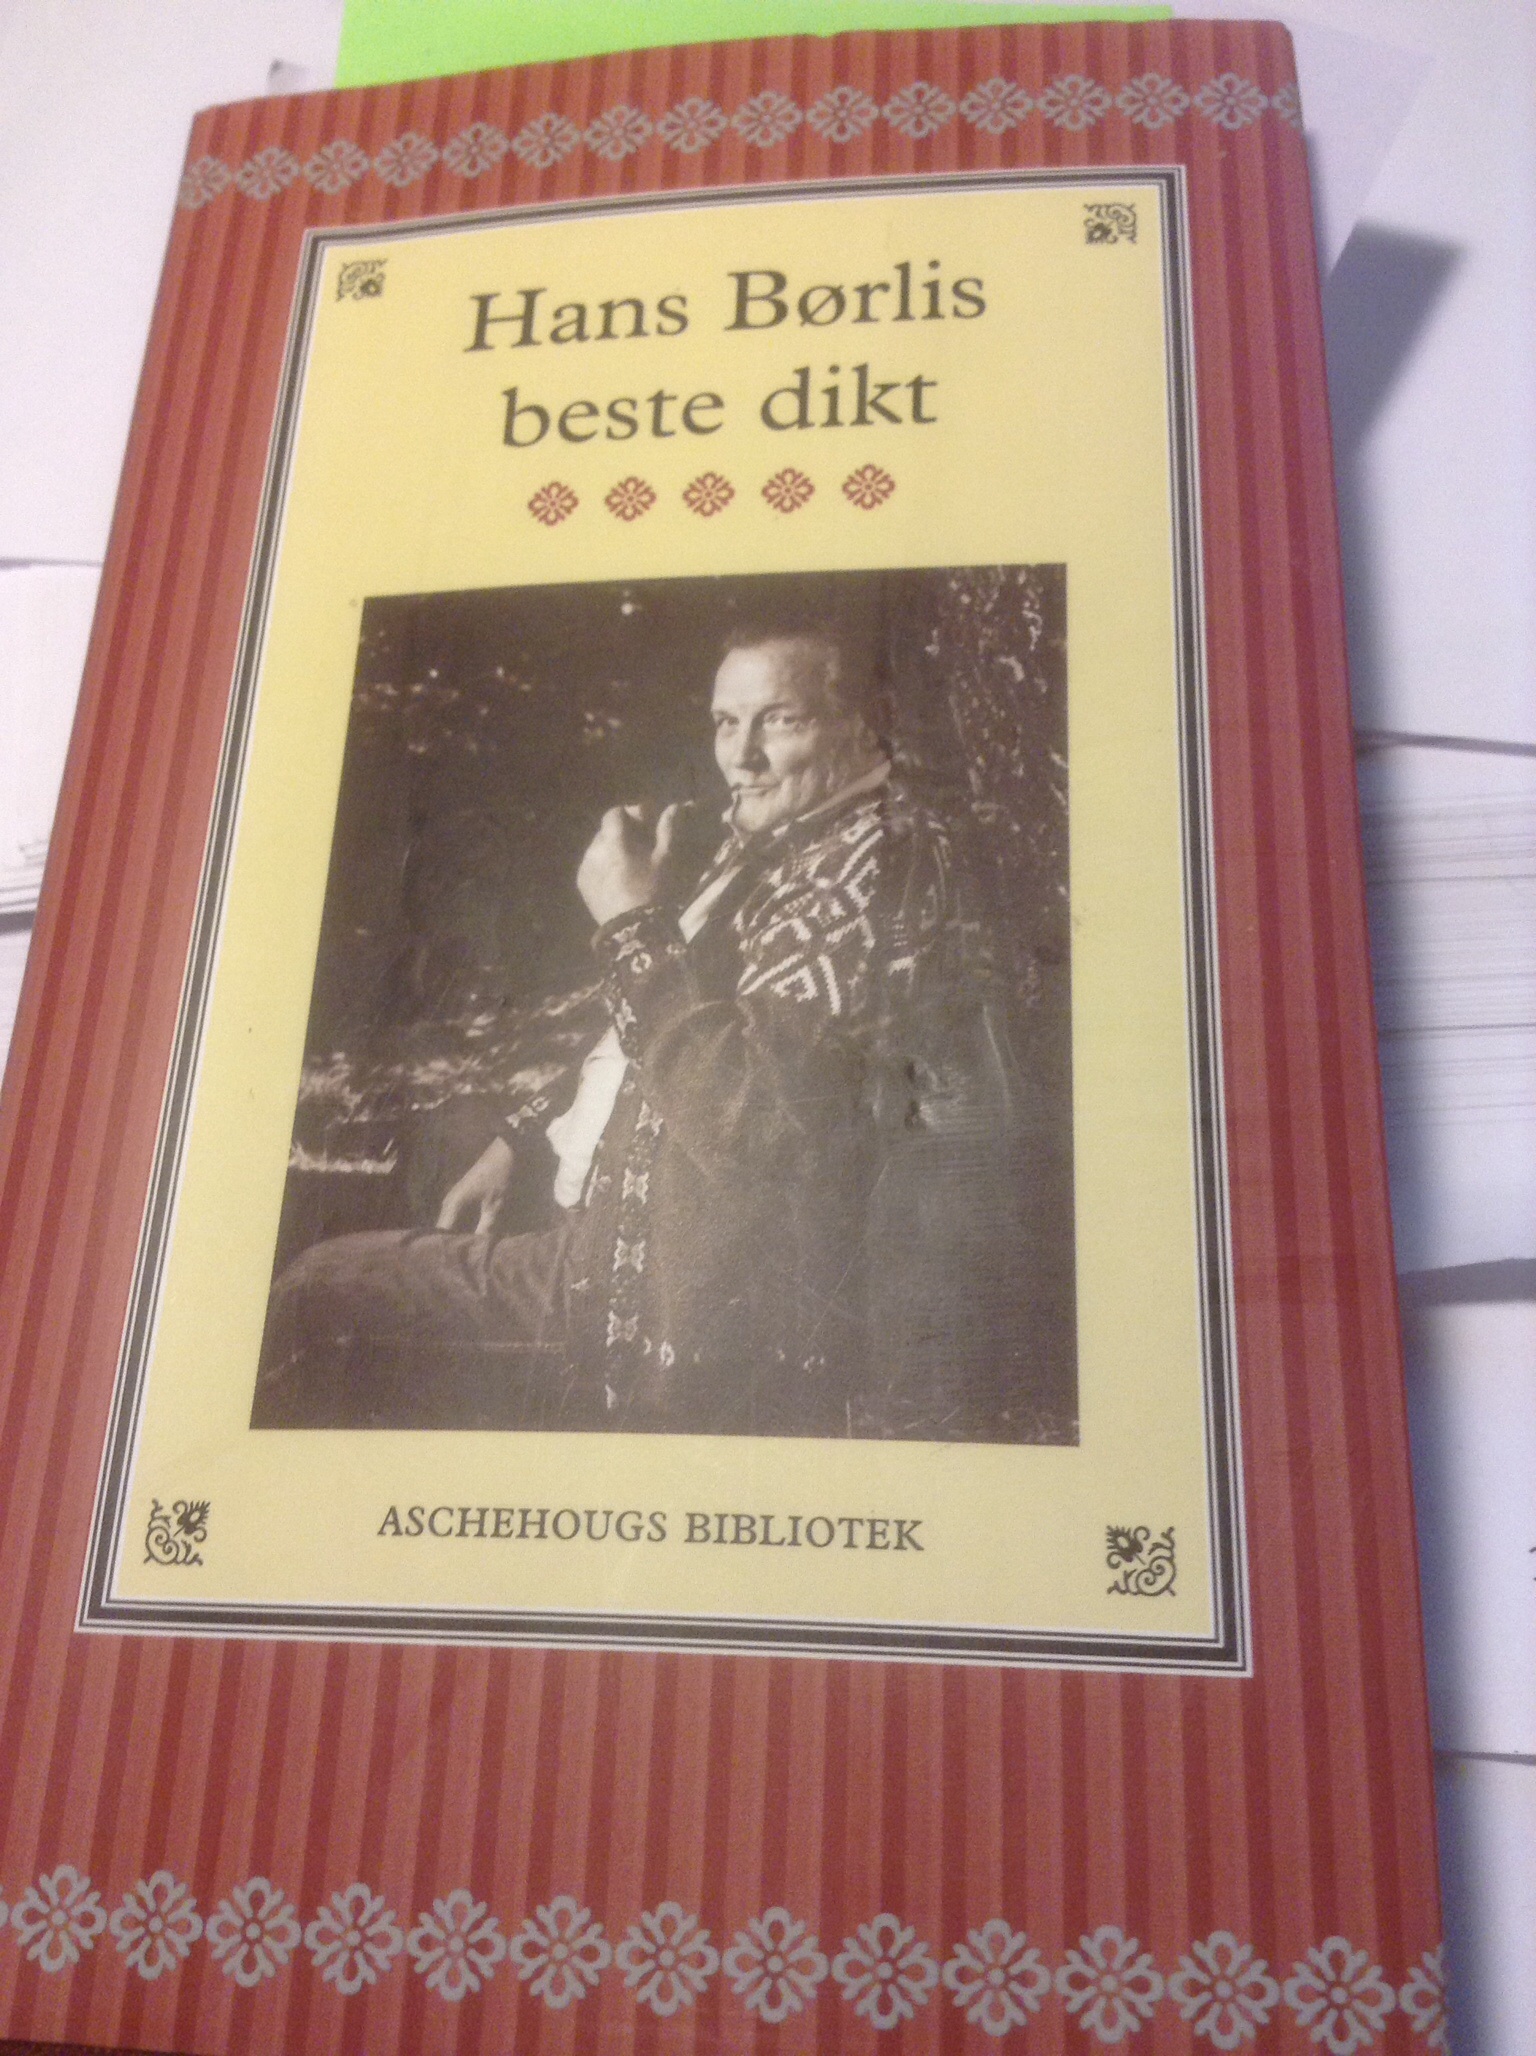 Hans Børlis
beste dikt
ASCHEHOUGS BIBLIOTEK